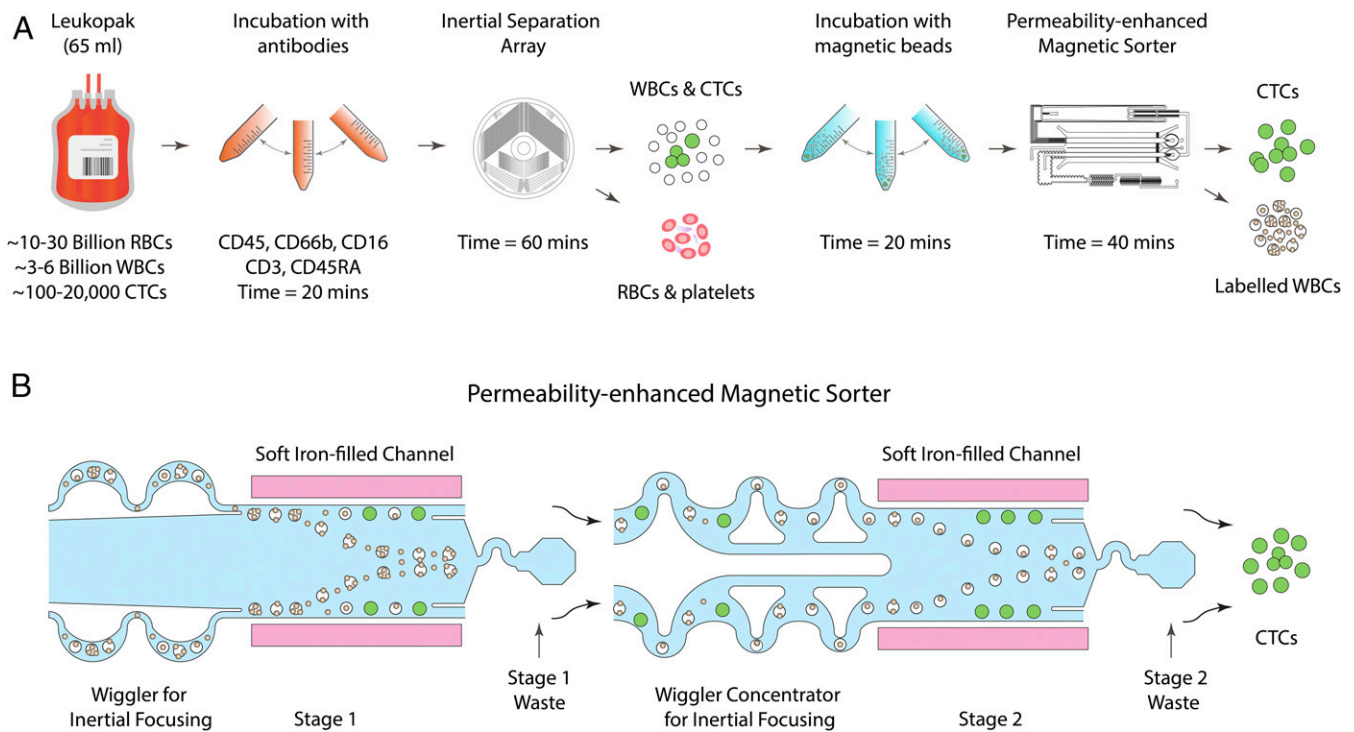 A
Leukopak
(65 ml)
Incubation with
antibodies
Inertial Separation
Array
Incubation with
magnetic beads
Permeability-enhanced
Magnetic Sorter
WBCs & CTCs
CTCs
~10-30 Billion RBCs
~3-6 Billion WBCs
~100-20,000 CTCs
CD45, CD66b, CD16
CD3, CD45RA
Time = 20 mins
Time = 60 mins
RBCs & platelets
Time = 20 mins
Time = 40 mins
Labelled WBCs
B
Permeability-enhanced Magnetic Sorter
Soft Iron-filled Channel
Soft Iron-filled Channel
CTCs
Wiggler for
Inertial Focusing
Stage 1
Stage 1
Waste
Wiggler Concentrator
for Inertial Focusing
Stage 2
Stage 2
Waste